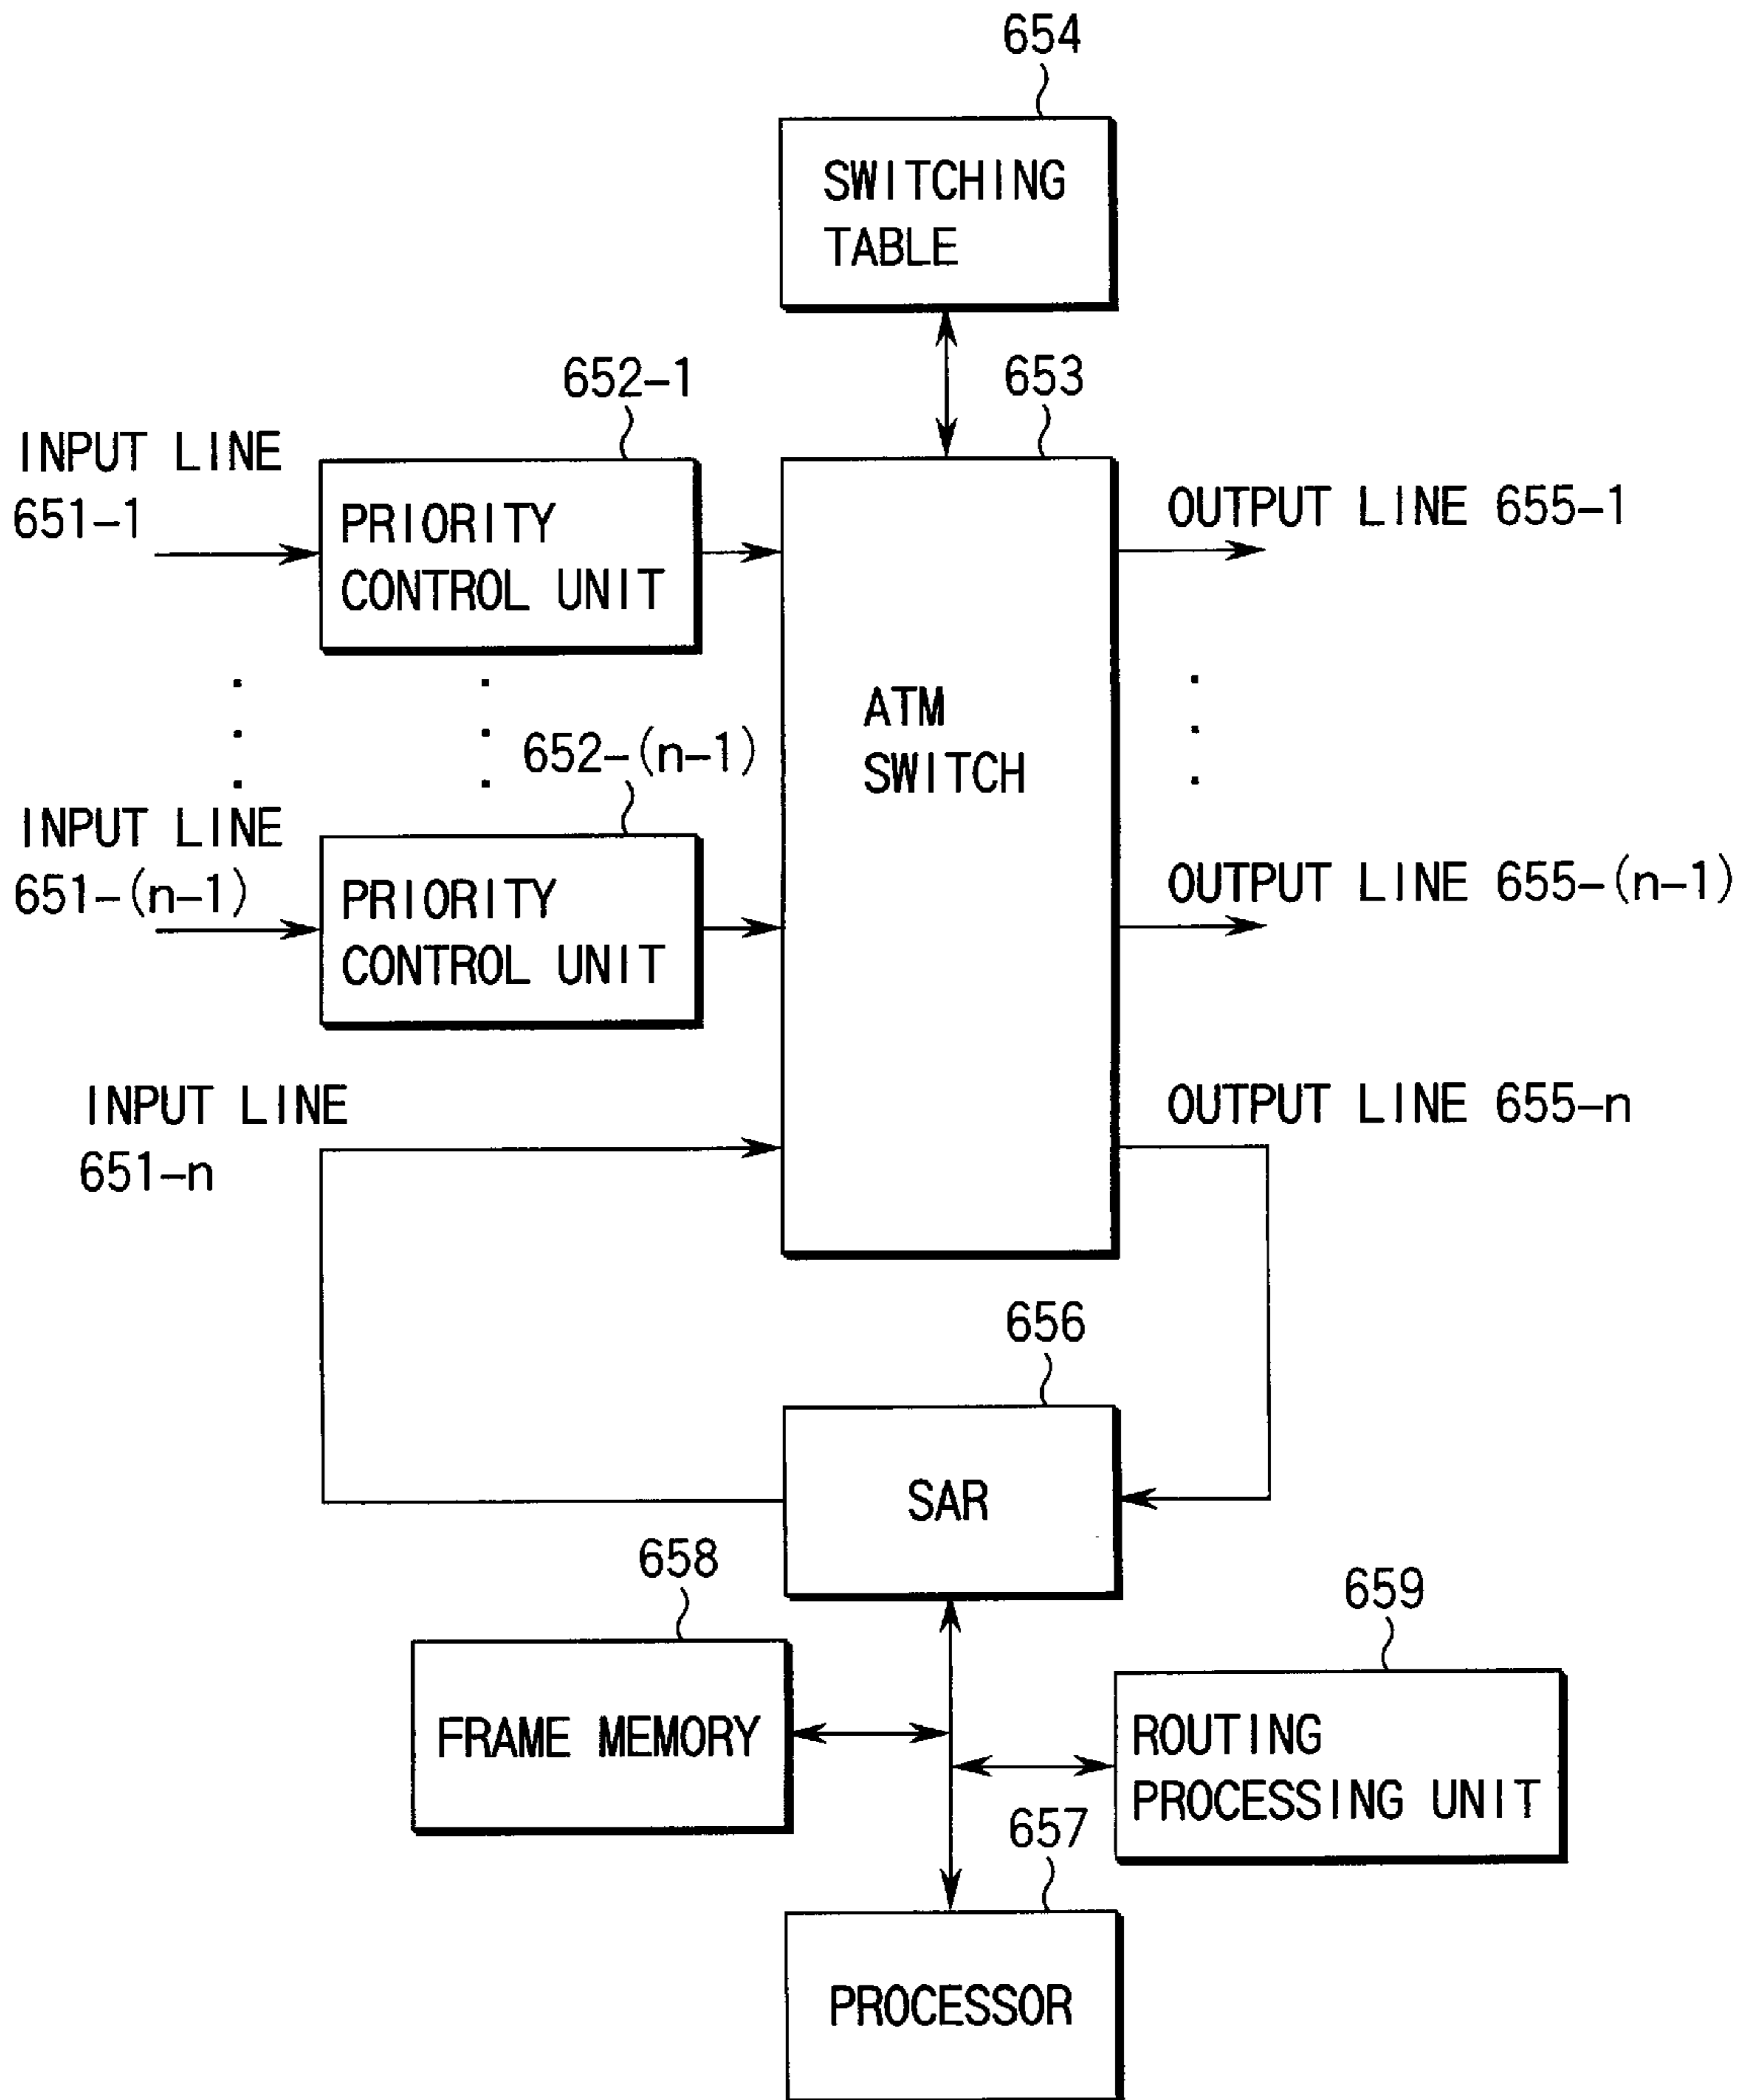 654
SWITCHING
TABLE
652-1
653
INPUT LINE
651-1
PRIORITY
CONTROL UNIT
OUTPUT LINE 655-1
ATM
SWITCH
652-(n-1)
INPUT LINE
651-(n-1)
PRIORITY
CONTROL UNIT
OUTPUT LINE 655-(n-1)
INPUT LINE
651-n
OUTPUT LINE 655-n
656
SAR
658
659
FRAME MEMORY
ROUTING
PROCESSING UNIT
657
PROCESSOR